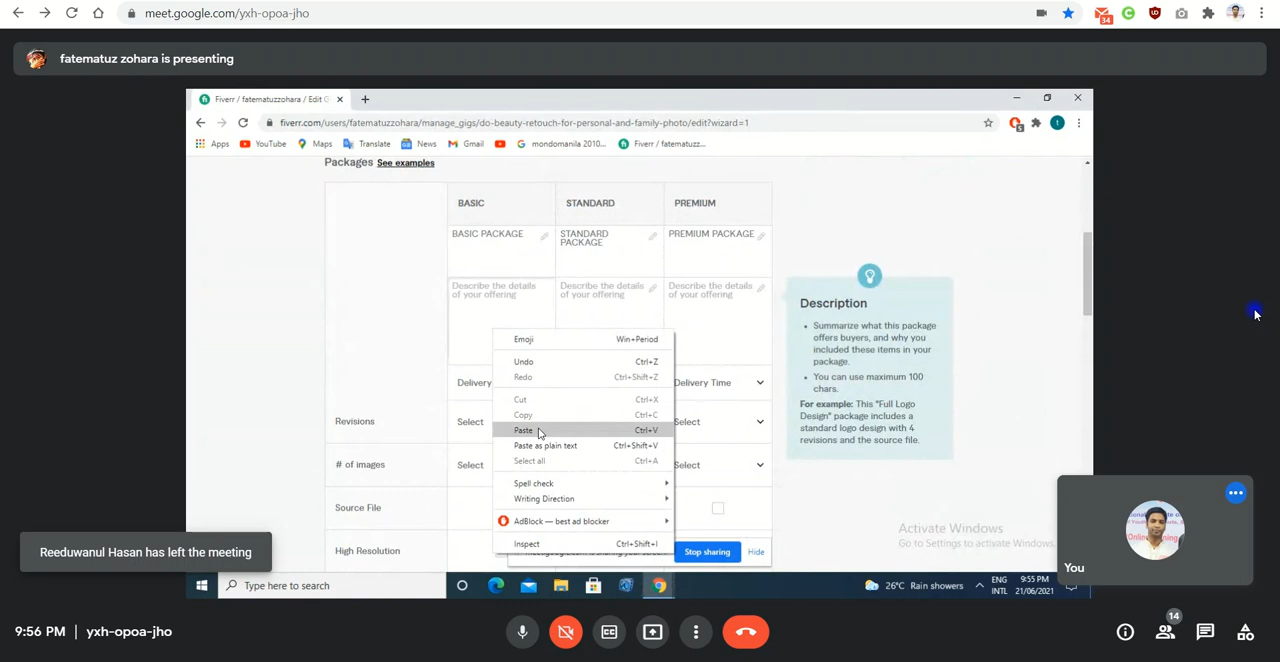 meet.google.com/yxh-opoa-jho
34
fatematuz zohara is presenting
Fiverr / fatematuzzohara / Edit G
fiverr.com/users/fatematuzzohara/manage_gigs/do-beauty-retouch-for-personal-and-family-photo/edit?wizard=1
Apps YouTube Maps Translate News Gmail mondomanila 2010... Fiverr / fatematuzz...
Packages See examples
BASIC STANDARD PREMIUM
BASIC PACKAGE STANDARD PACKAGE PREMIUM PACKAGE
Describe the details of your offering Describe the details of your offering Describe the details of your offering
Delivery Delivery Time
Revisions Select Select
# of images Select Select
Source File
High Resolution
Emoji Win+Period
Undo Ctrl+Z
Redo Ctrl+Shift+Z
Cut Ctrl+X
Copy Ctrl+C
Paste Ctrl+V
Paste as plain text Ctrl+Shift+V
Select all Ctrl+A
Spell check
Writing Direction
AdBlock — best ad blocker
Inspect Ctrl+Shift+I
Description
Summarize what this package
offers buyers, and why you
included these items in your
package.
You can use maximum 100
chars.
For example: This "Full Logo
Design" package includes a
standard logo design with 4
revisions and the source file.
Stop sharing Hide
Activate Windows
Go to Settings to activate Windows.
Reeduwanul Hasan has left the meeting
You
Type here to search
26°C Rain showers
ENG
INTL
9:55 PM
21/06/2021
9:56 PM | yxh-opoa-jho
14